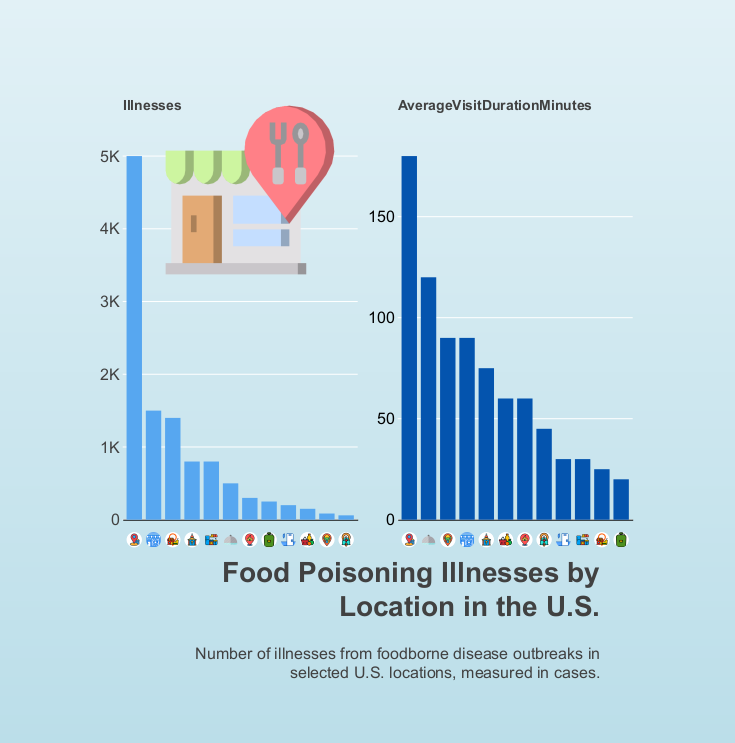 Illnesses
AverageVisitDurationMinutes
5K
4K
3K
2K
1K
0
150
100
50
0
Food Poisoning Illnesses by
Location in the U.S.
Number of illnesses from foodborne disease outbreaks in
selected U.S. locations, measured in cases.